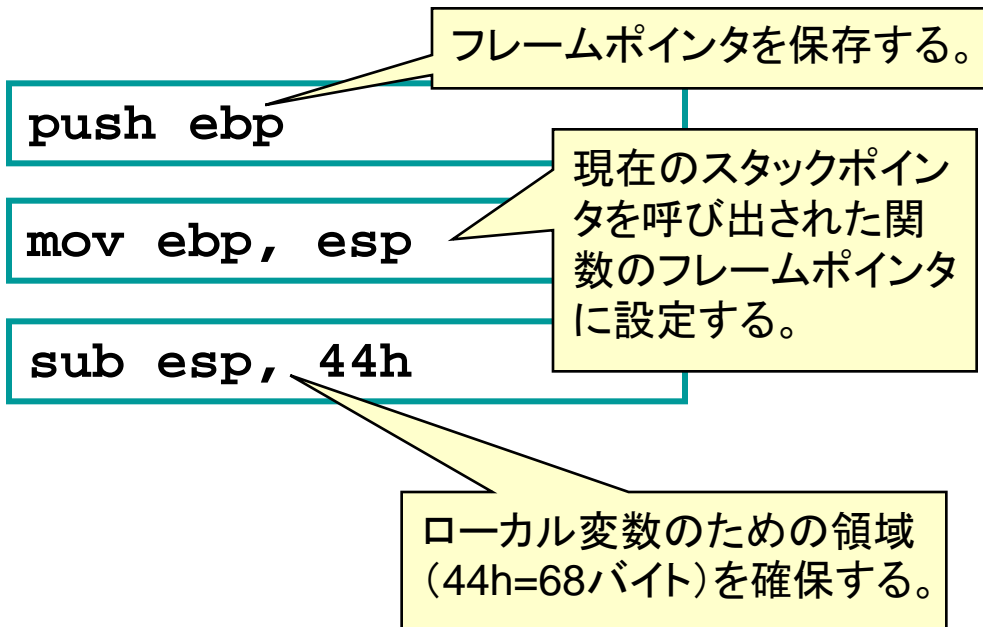 フレームポインタを保存する。
push ebp
現在のスタックポイン
タを呼び出された関
数のフレームポインタ
に設定する。
mov ebp, esp
sub esp, 44h
ローカル変数のための領域
（44h=68バイト）を確保する。